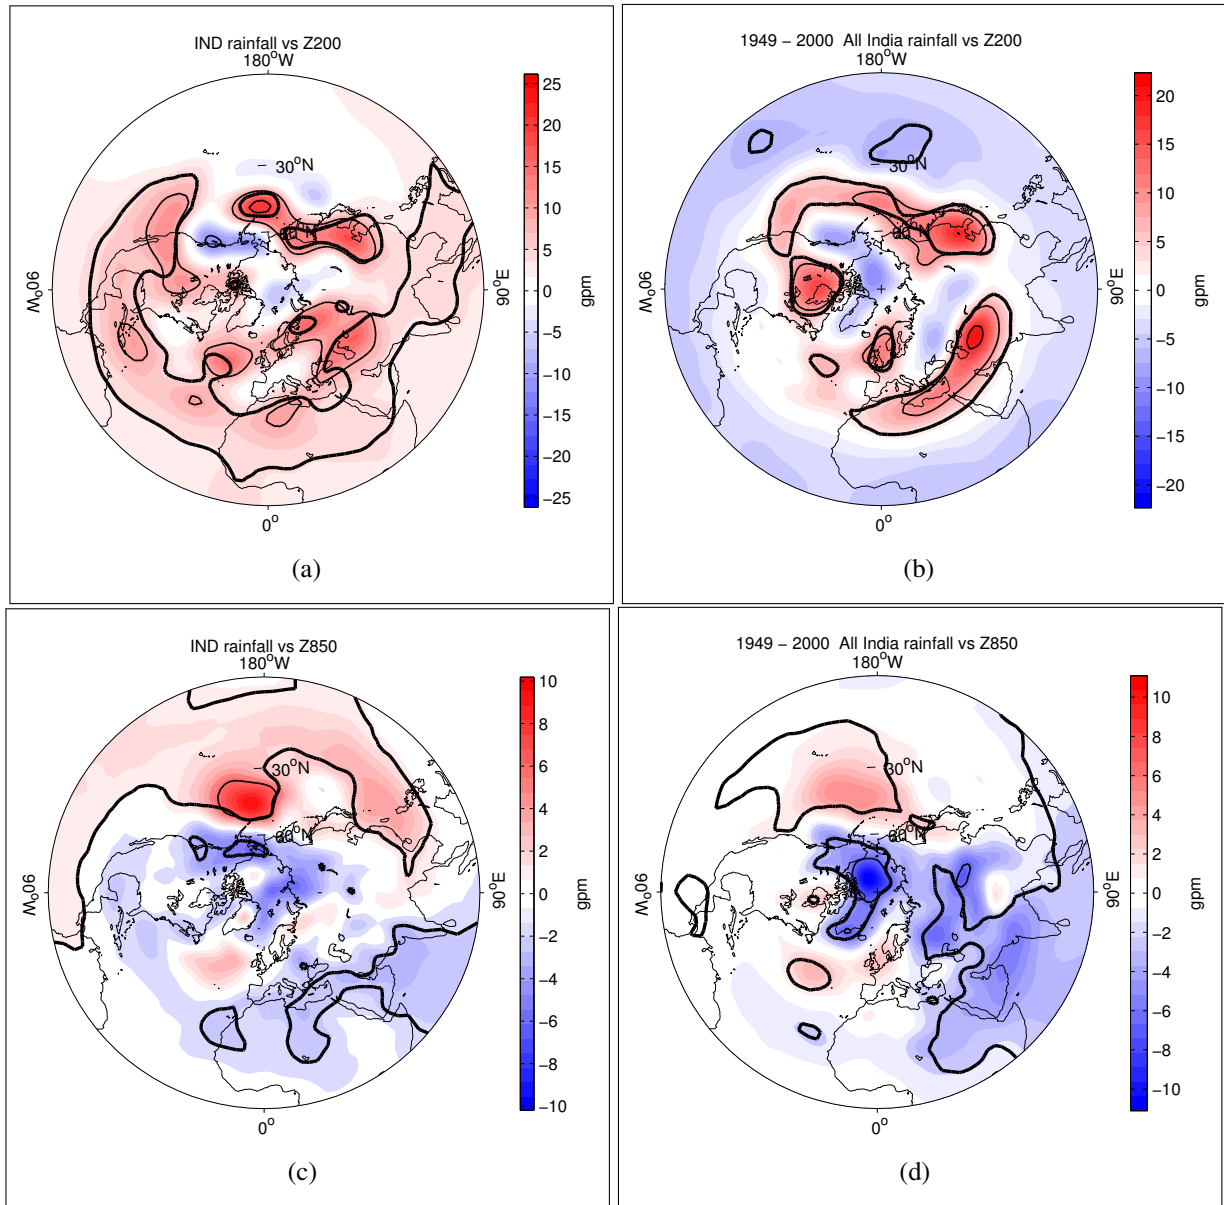 IND rainfall vs Z200
180°W
30°N
60°N
90°W
90°E
0°
25
20
15
10
5
0
−5
−10
−15
−20
−25
gpm
(a)
1949 − 2000 All India rainfall vs Z200
180°W
30°N
60°N
90°W
90°E
0°
20
15
10
5
0
−5
−10
−15
−20
gpm
(b)
IND rainfall vs Z850
180°W
30°N
60°N
90°W
90°E
0°
10
8
6
4
2
0
−2
−4
−6
−8
−10
gpm
(c)
1949 − 2000 All India rainfall vs Z850
180°W
30°N
60°N
90°W
90°E
0°
10
8
6
4
2
0
−2
−4
−6
−8
−10
gpm
(d)